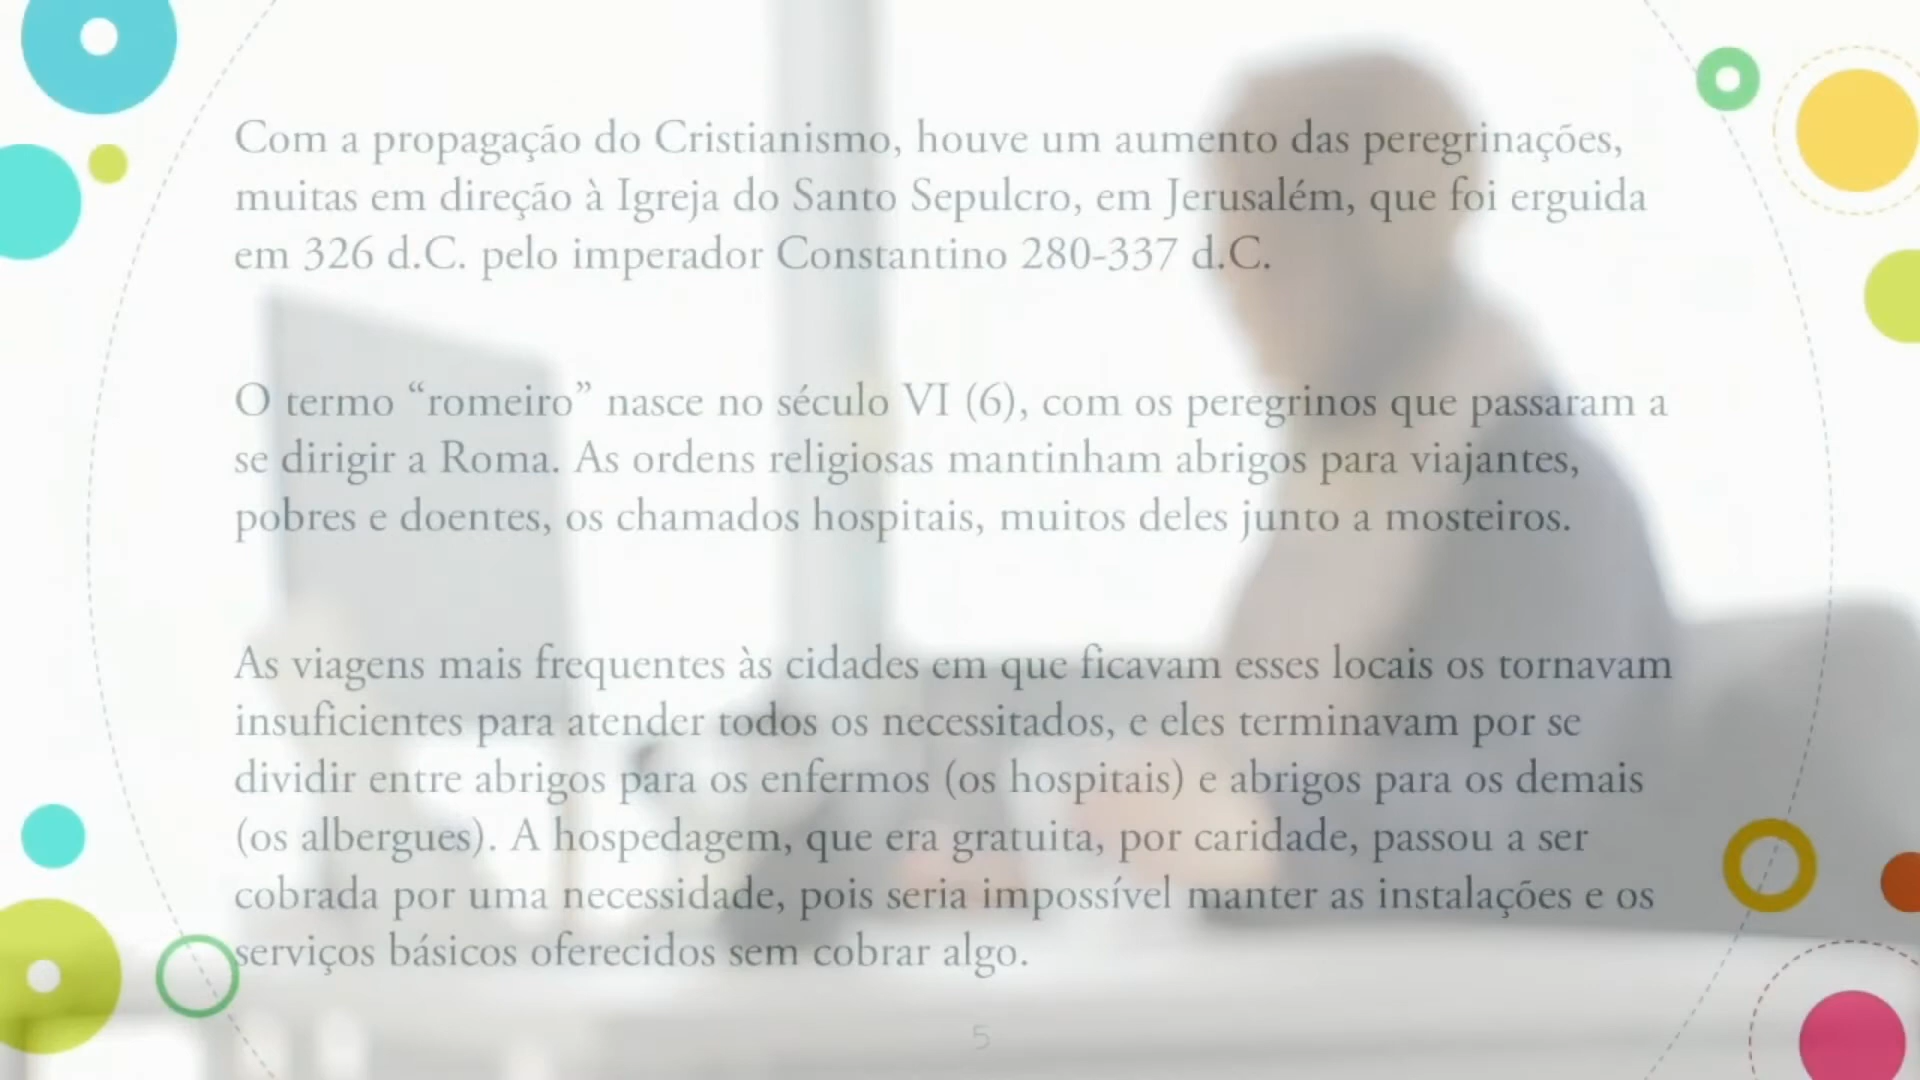 Com a propagação do Cristianismo, houve um aumento das peregrinações,
muitas em direção à Igreja do Santo Sepulcro, em Jerusalém, que foi erguida
em 326 d.C. pelo imperador Constantino 280-337 d.C.
O termo “romeiro” nasce no século VI (6), com os peregrinos que passaram a
se dirigir a Roma. As ordens religiosas mantinham abrigos para viajantes,
pobres e doentes, os chamados hospitais, muitos deles junto a mosteiros.
As viagens mais frequentes às cidades em que ficavam esses locais os tornavam
insuficientes para atender todos os necessitados, e eles terminavam por se
dividir entre abrigos para os enfermos (os hospitais) e abrigos para os demais
(os albergues). A hospedagem, que era gratuita, por caridade, passou a ser
cobrada por uma necessidade, pois seria impossível manter as instalações e os
serviços básicos oferecidos sem cobrar algo.
5